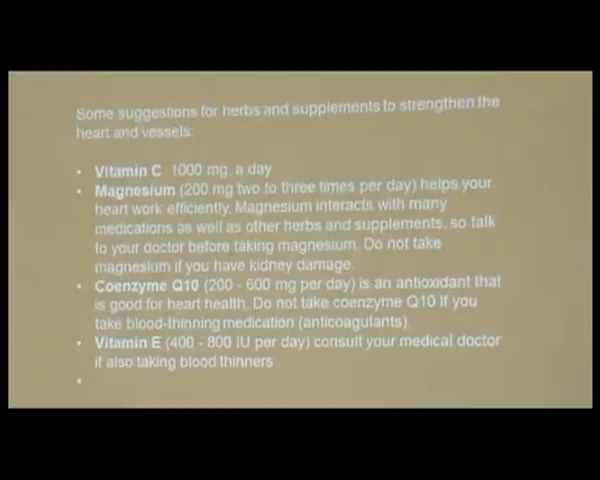 Some suggestions for herbs and supplements to strengthen the
heart and vessels:
• Vitamin C 1000 mg. a day
• Magnesium (200 mg two to three times per day) helps your
heart work efficiently. Magnesium interacts with many
medications as well as other herbs and supplements, so talk
to your doctor before taking magnesium. Do not take
magnesium if you have kidney damage.
• Coenzyme Q10 (200 - 600 mg per day) is an antioxidant that
is good for heart health. Do not take coenzyme Q10 if you
take blood-thinning medication (anticoagulants).
• Vitamin E (400 - 800 IU per day) consult your medical doctor
if also taking blood thinners
•